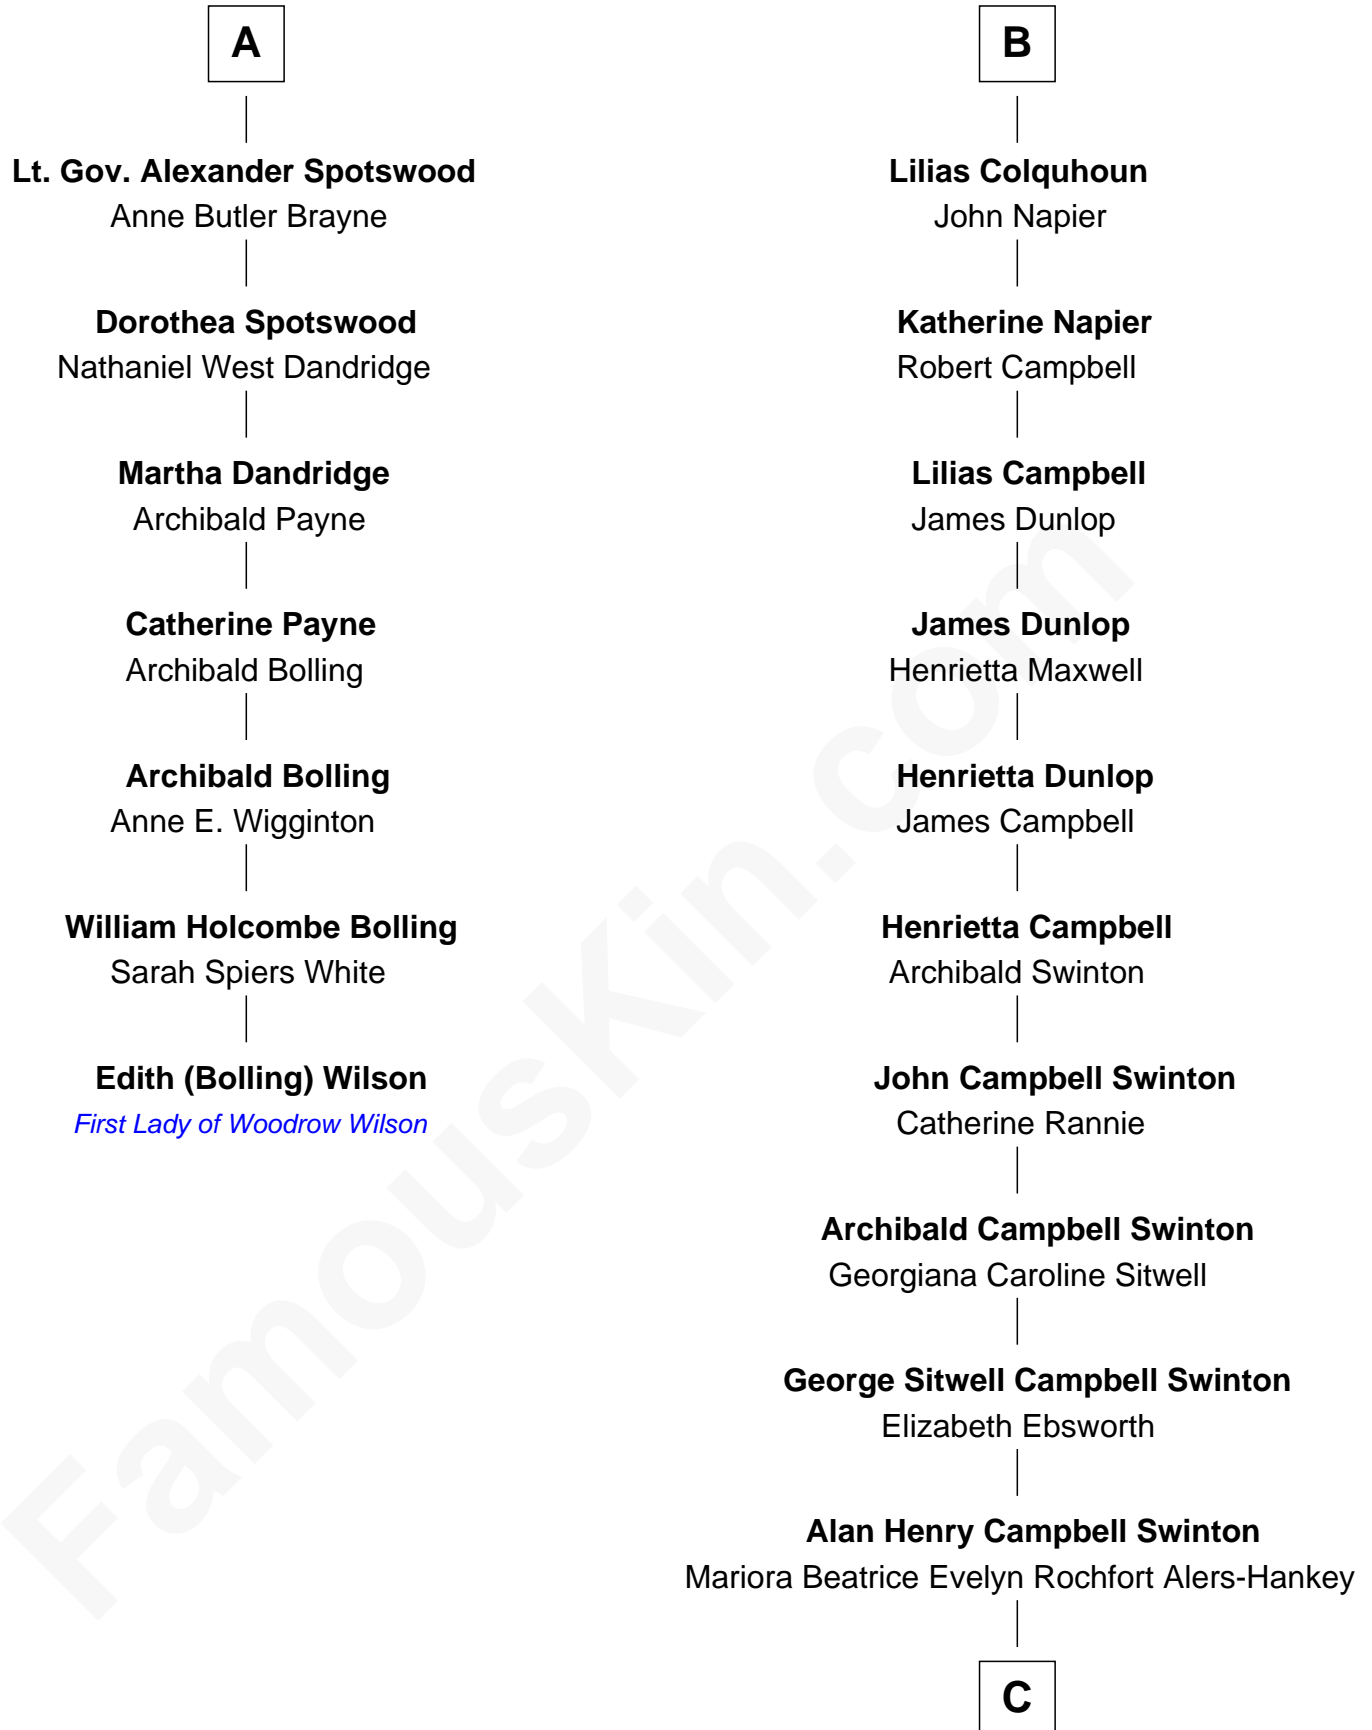 A
Lt. Gov. Alexander Spotswood
Anne Butler Brayne
Dorothea Spotswood
Nathaniel West Dandridge
Martha Dandridge
Archibald Payne
Catherine Payne
Archibald Bolling
Archibald Bolling
Anne E. Wigginton
William Holcombe Bolling
Sarah Spiers White
Edith (Bolling) Wilson
First Lady of Woodrow Wilson
B
Lilias Colquhoun
John Napier
Katherine Napier
Robert Campbell
Lilias Campbell
James Dunlop
James Dunlop
Henrietta Maxwell
Henrietta Dunlop
James Campbell
Henrietta Campbell
Archibald Swinton
John Campbell Swinton
Catherine Rannie
Archibald Campbell Swinton
Georgiana Caroline Sitwell
George Sitwell Campbell Swinton
Elizabeth Ebsworth
Alan Henry Campbell Swinton
Mariora Beatrice Evelyn Rochfort Alers-Hankey
C
FamousKin.com